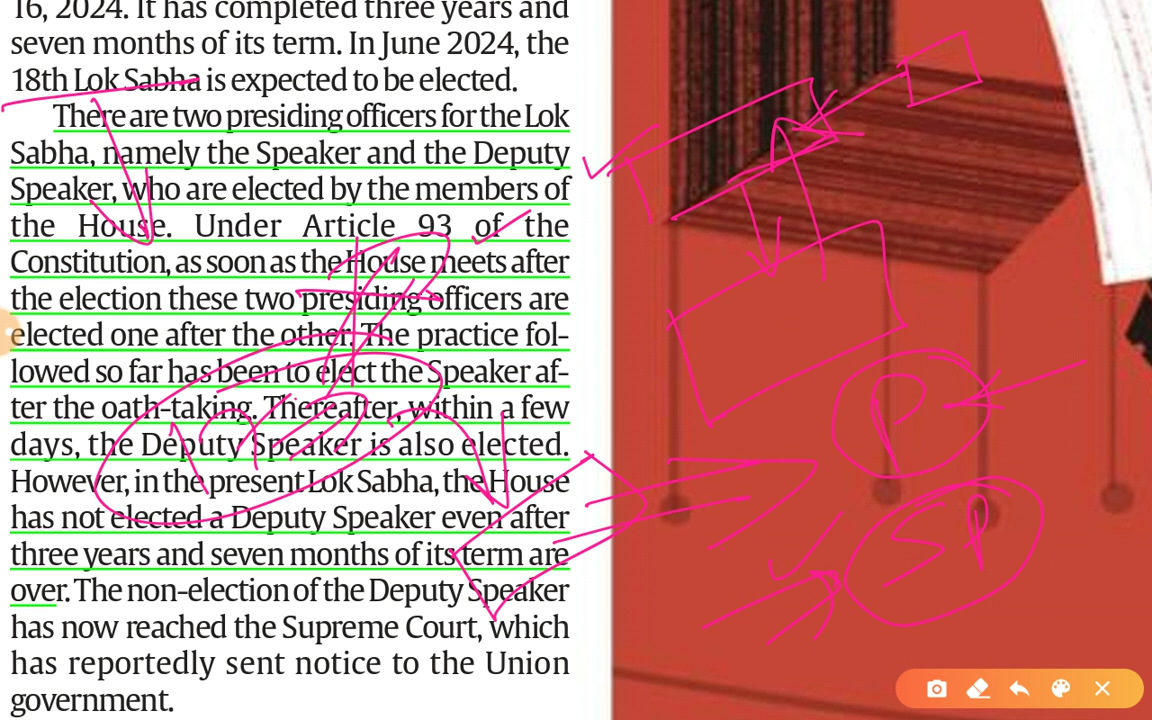 16, 2024. It has completed three years and
seven months of its term. In June 2024, the
18th Lok Sabha is expected to be elected.
There are two presiding officers for the Lok
Sabha, namely the Speaker and the Deputy
Speaker, who are elected by the members of
the House. Under Article 93 of the
Constitution, as soon as the House meets after
the election these two presiding officers are
elected one after the other. The practice fol-
lowed so far has been to elect the Speaker af-
ter the oath-taking. Thereafter, within a few
days, the Deputy Speaker is also elected.
However, in the present Lok Sabha, the House
has not elected a Deputy Speaker even after
three years and seven months of its term are
over. The non-election of the Deputy Speaker
has now reached the Supreme Court, which
has reportedly sent notice to the Union
government.
P
SP